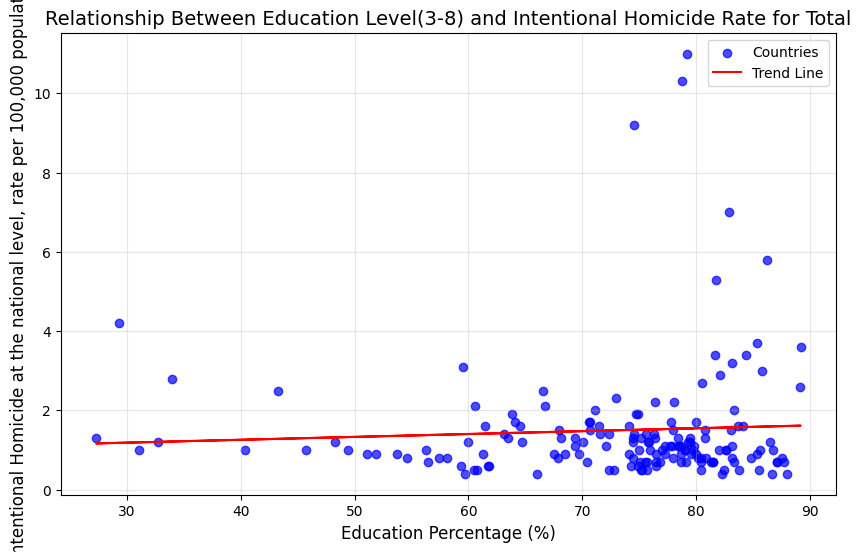 Relationship Between Education Level(3-8) and Intentional Homicide Rate for Total
Countries
Trend Line
10
8
6
4
2
0
30
40
50
60
70
80
90
Education Percentage (%)
Homicide at the national level, rate per 100,000